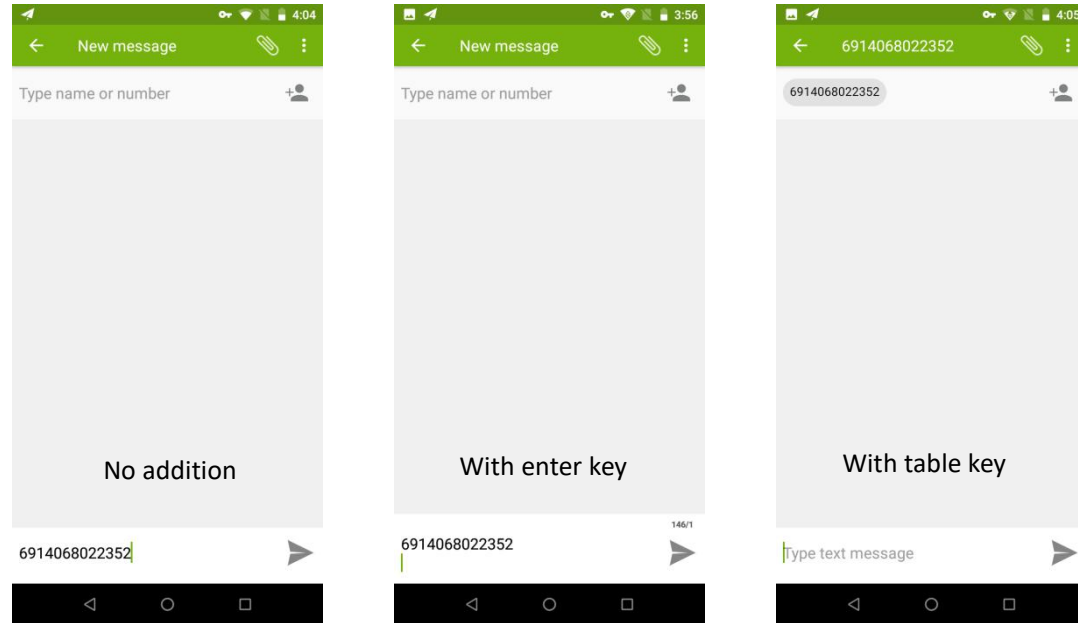 4:04
New message
Type name or number
No addition
6914068022352
3:56
New message
Type name or number
With enter key
146/1
6914068022352
4:05
6914068022352
6914068022352
With table key
Type text message